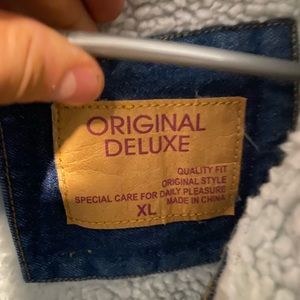 ORIGINAL
DELUXE
QUALITY FIT
ORIGINAL STYLE
SPECIAL CARE FOR DAILY PLEASURE
XL MADE IN CHINA